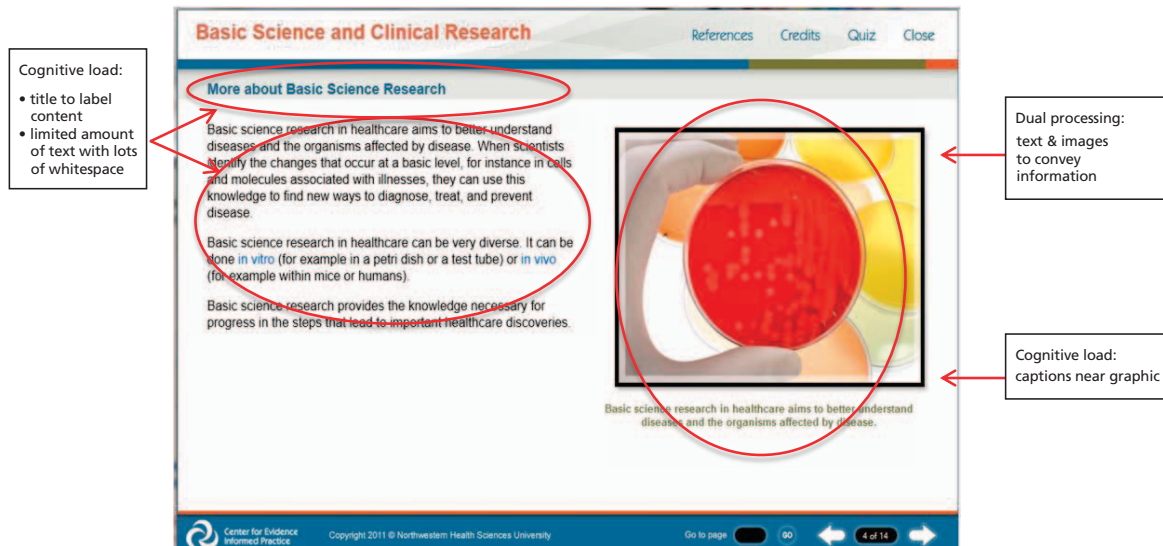 Basic Science and Clinical Research
References Credits Quiz Close
Cognitive load:
• title to label
content
• limited amount
of text with lots
of whitespace
More about Basic Science Research
Basic science research in healthcare aims to better understand
diseases and the organisms affected by disease. When scientists
identify the changes that occur at a basic level, for instance in cells
and molecules associated with illnesses, they can use this
knowledge to find new ways to diagnose, treat, and prevent
disease.
Basic science research in healthcare can be very diverse. It can be
done in vitro (for example in a petri dish or a test tube) or in vivo
(for example within mice or humans).
Basic science research provides the knowledge necessary for
progress in the steps that lead to important healthcare discoveries.
Dual processing:
text & images
to convey
information
Cognitive load:
captions near graphic
Basic science research in healthcare aims to better understand
diseases and the organisms affected by disease.
Center for Evidence
Informed Practice
Copyright 2011 © Northwestern Health Sciences University
Go to page GO 4 of 14